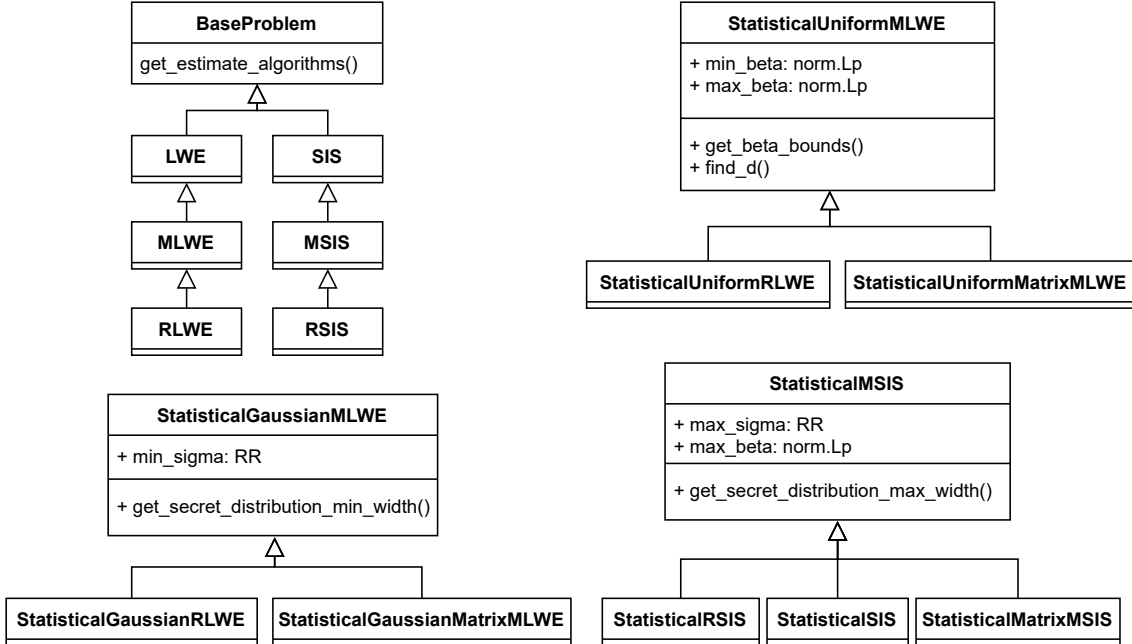 BaseProblem
get_estimate_algorithms()
LWE
SIS
MLWE
MSIS
RLWE
RSIS
StatisticalUniformMLWE
+ min_beta: norm.Lp
+ max_beta: norm.Lp
+ get_beta_bounds()
+ find_d()
StatisticalUniformRLWE
StatisticalUniformMatrixMLWE
StatisticalGaussianMLWE
+ min_sigma: RR
+ get_secret_distribution_min_width()
StatisticalGaussianRLWE
StatisticalGaussianMatrixMLWE
StatisticalMSIS
+ max_sigma: RR
+ max_beta: norm.Lp
+ get_secret_distribution_max_width()
StatisticalRSIS
StatisticalSIS
StatisticalMatrixMSIS